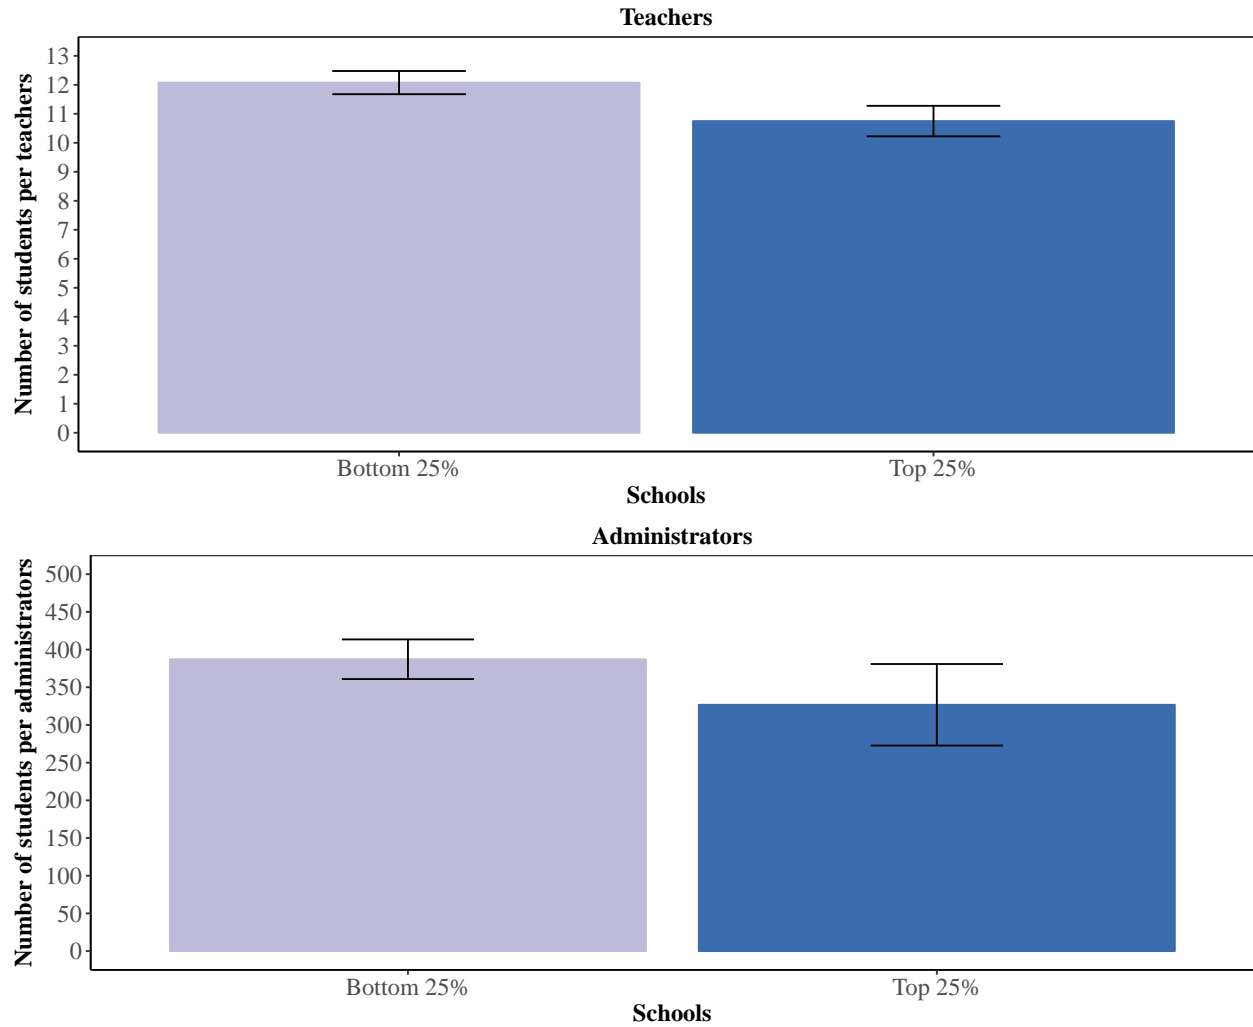 Teachers
Number of students per teachers
13
12
11
10
9
8
7
6
5
4
3
2
1
0
Bottom 25%
Top 25%
Schools
Administrators
Number of students per administrators
500
450
400
350
300
250
200
150
100
50
0
Bottom 25%
Top 25%
Schools